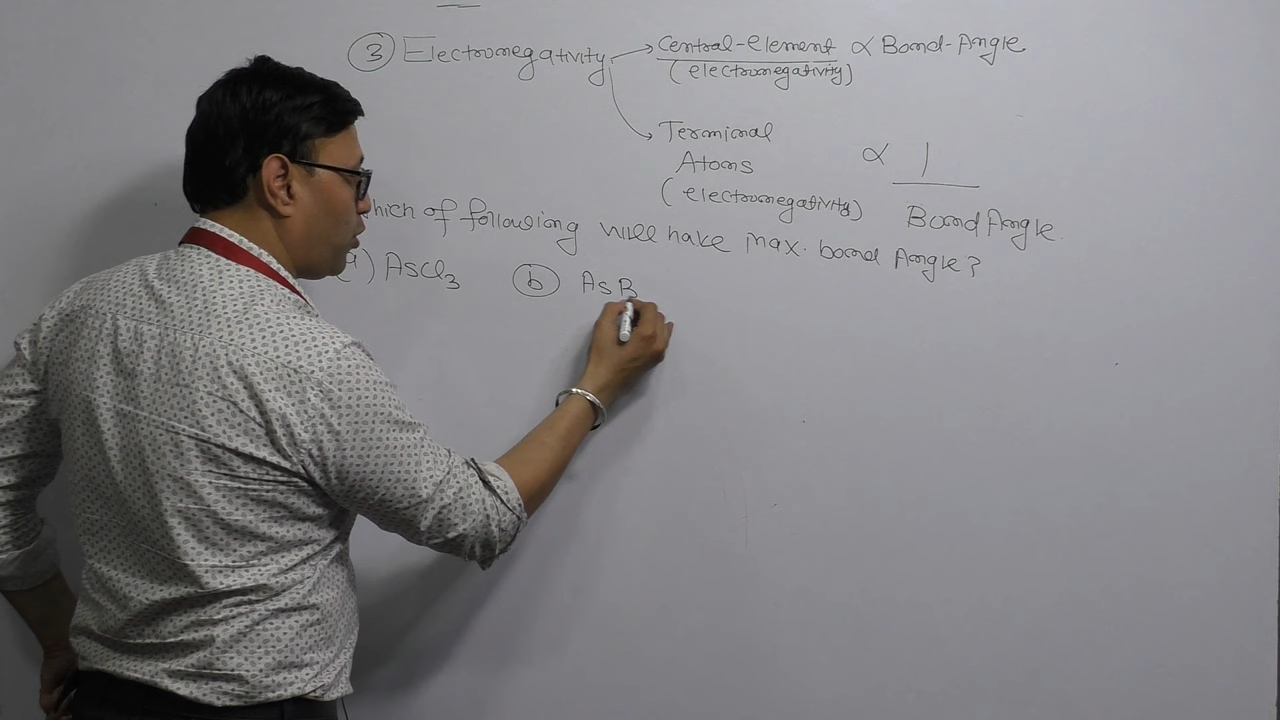 ③ Electronegativity → Central-element ∝ Bond-Angle
(electronegativity)
Terminal
Atoms ∝ 1
(electronegativity) Bond Angle
hich of following will have max. bond Angle?
(a) AsCl₃ ⓑ AsB